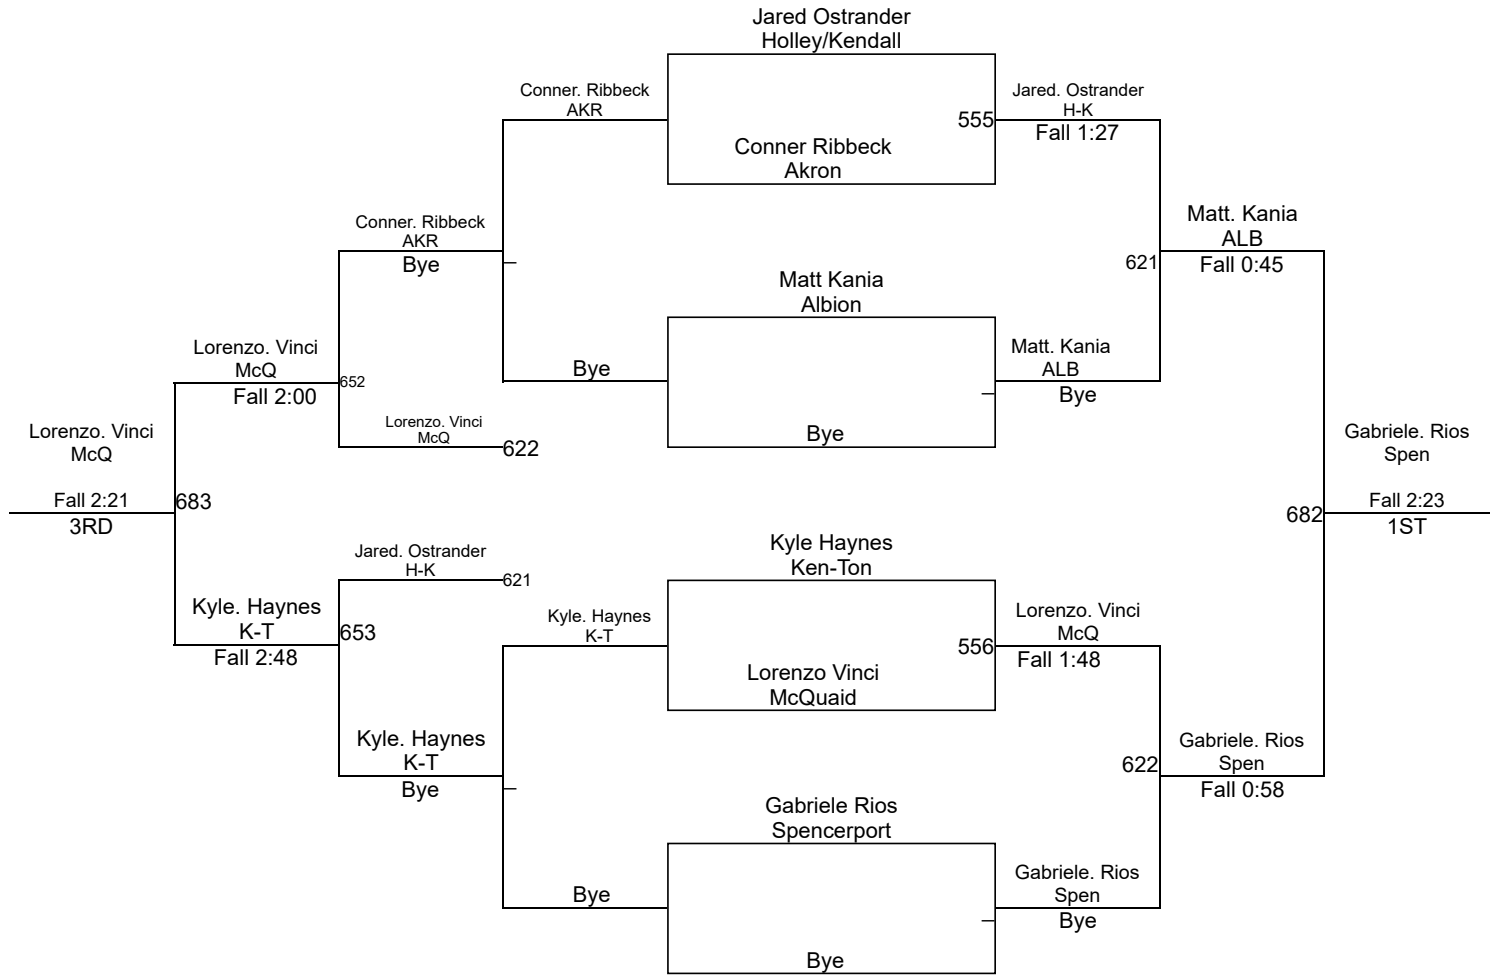 Jared Ostrander
Holley/Kendall
Conner. Ribbeck
AKR
555
Jared. Ostrander
H-K
Fall 1:27
Conner Ribbeck
Akron
Conner. Ribbeck
AKR
Bye
Matt. Kania
ALB
Fall 0:45
621
Matt Kania
Albion
Lorenzo. Vinci
McQ
Fall 2:00
652
Bye
Matt. Kania
ALB
Bye
Lorenzo. Vinci
McQ
622
Bye
Lorenzo. Vinci
McQ
Fall 2:21
3RD
683
Gabriele. Rios
Spen
Fall 2:23
1ST
682
Jared. Ostrander
H-K
621
Kyle Haynes
Ken-Ton
Kyle. Haynes
K-T
Fall 2:48
653
Kyle. Haynes
K-T
556
Lorenzo. Vinci
McQ
Fall 1:48
Lorenzo Vinci
McQuaid
Kyle. Haynes
K-T
Bye
622
Gabriele. Rios
Spen
Fall 0:58
Gabriele Rios
Spencerport
Bye
Gabriele. Rios
Spen
Bye
Bye